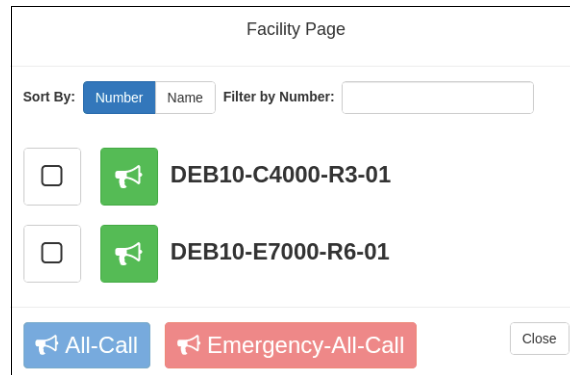 Facility Page
Sort By: Number Name Filter by Number:
DEB10-C4000-R3-01
DEB10-E7000-R6-01
All-Call Emergency-All-Call Close